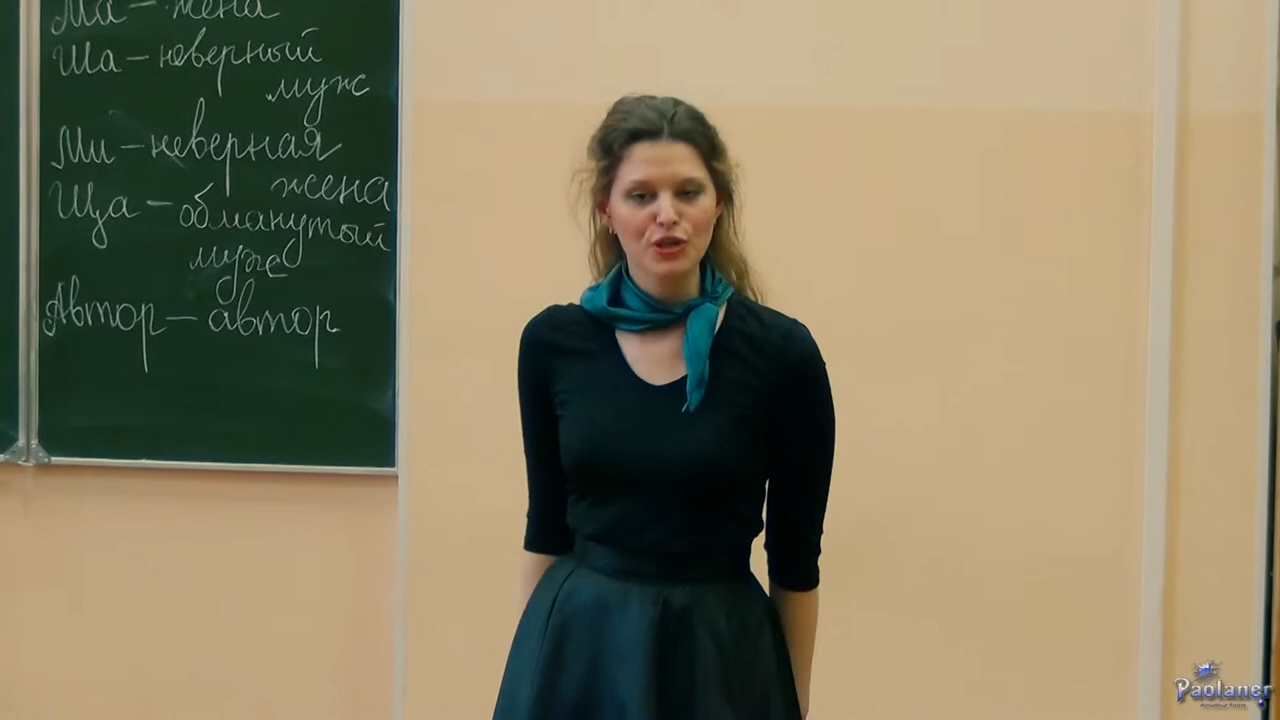 Ма – жена
Ша – неверный
муж
Ми – неверная
жена
Ща – обманутый
муж
Автор – автор
Paolaner